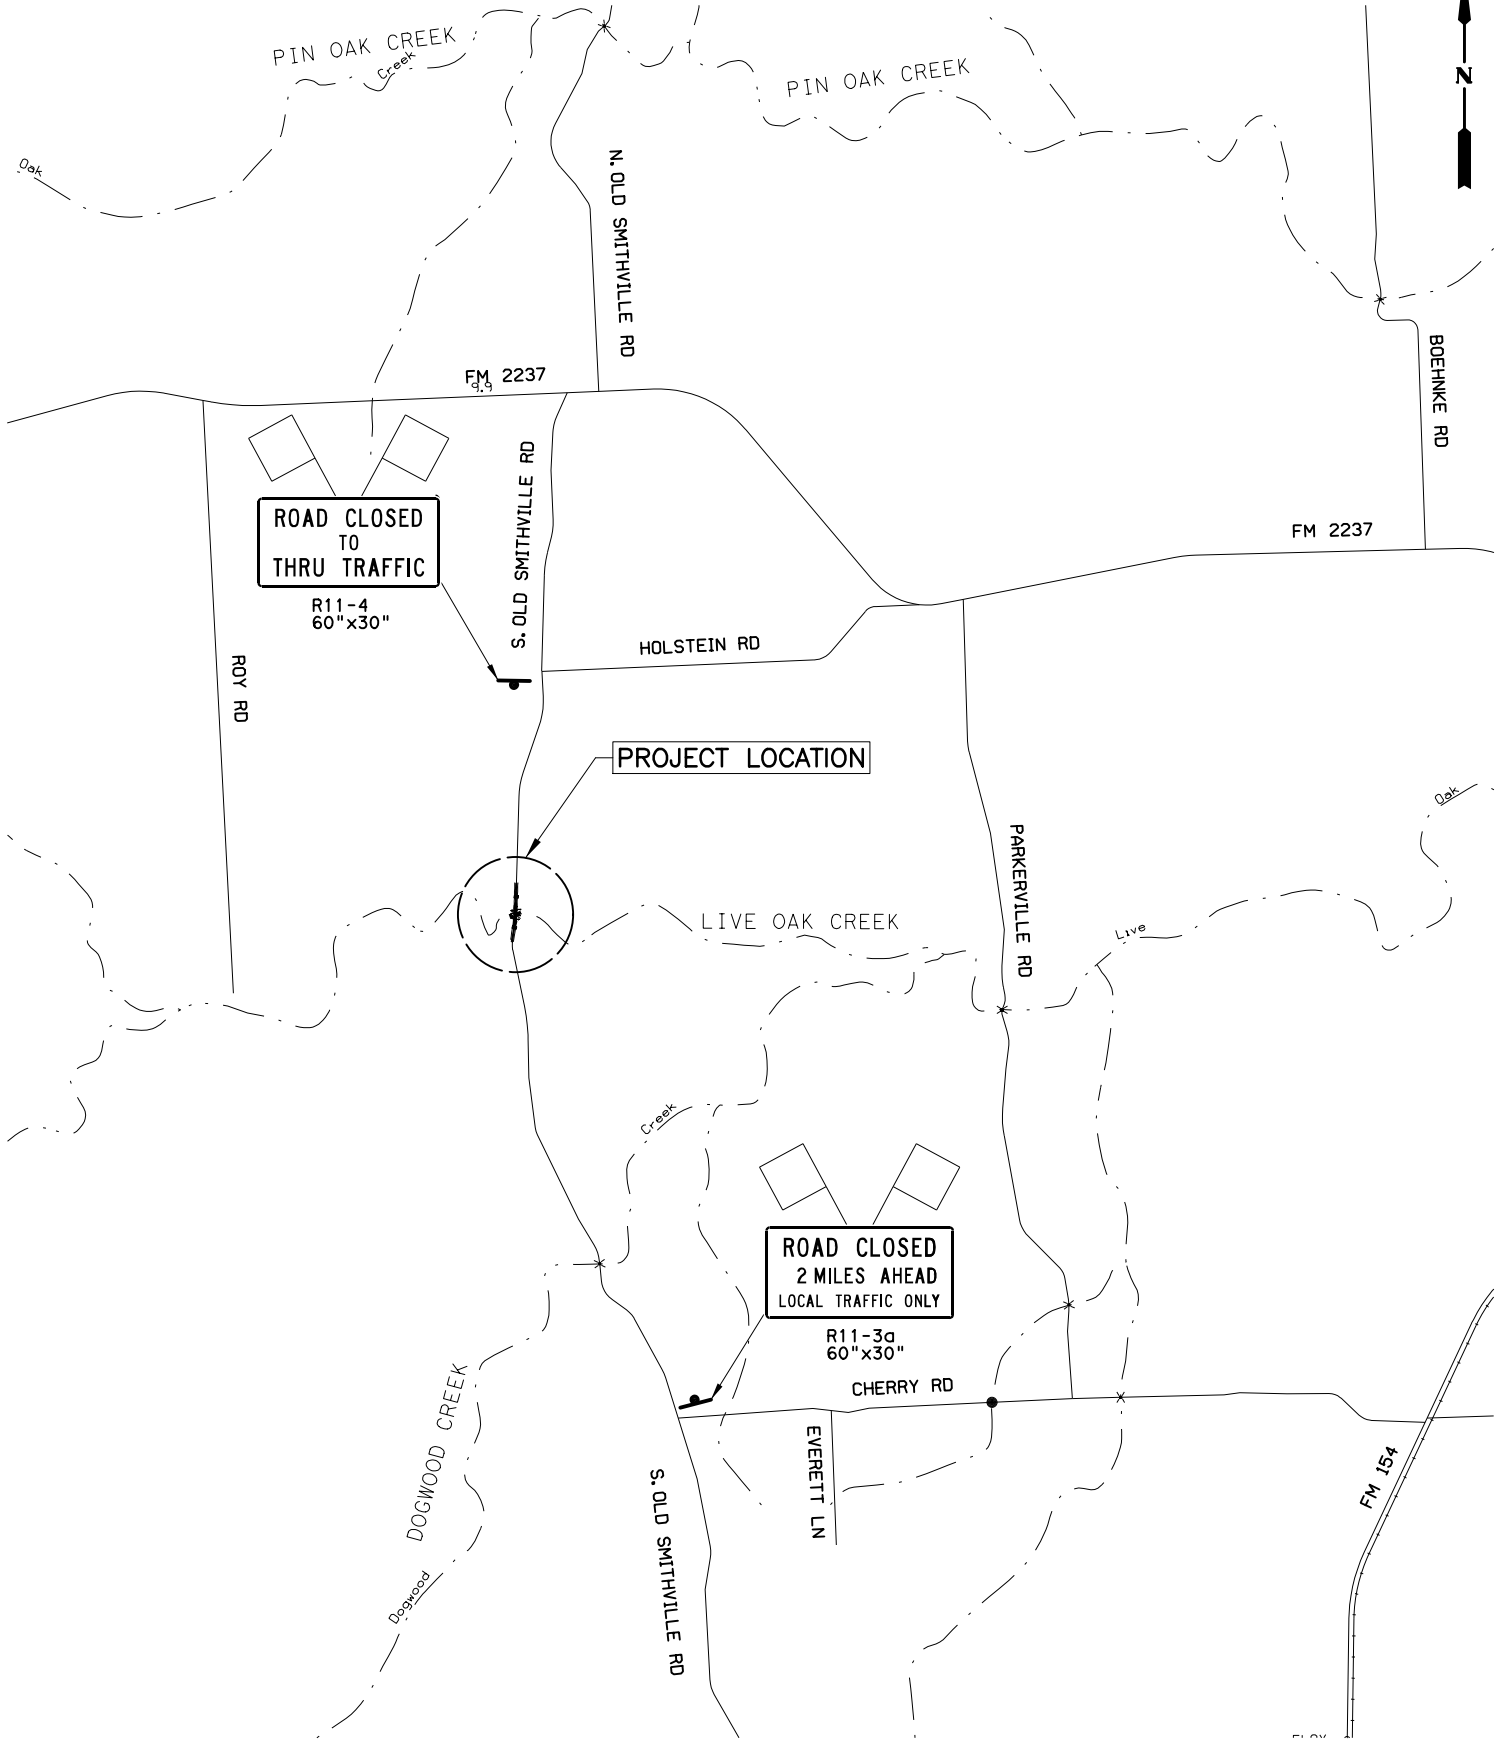 PIN OAK CREEK
Creek
PIN OAK CREEK
N
Oak
N. OLD SMITHVILLE RD
BOEHNKE RD
FM 2237
9.9
S. OLD SMITHVILLE RD
ROAD CLOSED
TO
THRU TRAFFIC
R11-4
60"x30"
FM 2237
HOLSTEIN RD
ROY RD
PROJECT LOCATION
Oak
PARKERVILLE RD
LIVE OAK CREEK
Live
Creek
ROAD CLOSED
2 MILES AHEAD
LOCAL TRAFFIC ONLY
R11-3a
60"x30"
CHERRY RD
DOGWOOD CREEK
EVERETT LN
FM 154
S. OLD SMITHVILLE RD
Dogwood